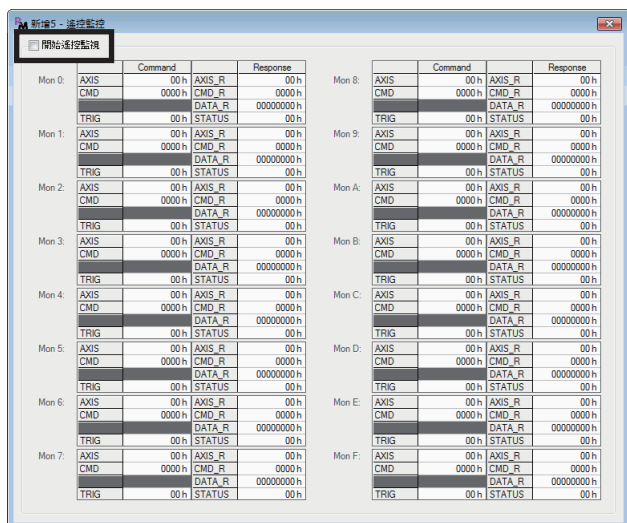 新增5 - 遙控監控
開始遙控監視
Command Response Command Response
Mon 0: AXIS 00 h AXIS_R 00 h Mon 8: AXIS 00 h AXIS_R 00 h
CMD 0000 h CMD_R 0000 h CMD 0000 h CMD_R 0000 h
DATA_R 00000000 h DATA_R 00000000 h
TRIG 00 h STATUS 00 h TRIG 00 h STATUS 00 h
Mon 1: AXIS 00 h AXIS_R 00 h Mon 9: AXIS 00 h AXIS_R 00 h
CMD 0000 h CMD_R 0000 h CMD 0000 h CMD_R 0000 h
DATA_R 00000000 h DATA_R 00000000 h
TRIG 00 h STATUS 00 h TRIG 00 h STATUS 00 h
Mon 2: AXIS 00 h AXIS_R 00 h Mon A: AXIS 00 h AXIS_R 00 h
CMD 0000 h CMD_R 0000 h CMD 0000 h CMD_R 0000 h
DATA_R 00000000 h DATA_R 00000000 h
TRIG 00 h STATUS 00 h TRIG 00 h STATUS 00 h
Mon 3: AXIS 00 h AXIS_R 00 h Mon B: AXIS 00 h AXIS_R 00 h
CMD 0000 h CMD_R 0000 h CMD 0000 h CMD_R 0000 h
DATA_R 00000000 h DATA_R 00000000 h
TRIG 00 h STATUS 00 h TRIG 00 h STATUS 00 h
Mon 4: AXIS 00 h AXIS_R 00 h Mon C: AXIS 00 h AXIS_R 00 h
CMD 0000 h CMD_R 0000 h CMD 0000 h CMD_R 0000 h
DATA_R 00000000 h DATA_R 00000000 h
TRIG 00 h STATUS 00 h TRIG 00 h STATUS 00 h
Mon 5: AXIS 00 h AXIS_R 00 h Mon D: AXIS 00 h AXIS_R 00 h
CMD 0000 h CMD_R 0000 h CMD 0000 h CMD_R 0000 h
DATA_R 00000000 h DATA_R 00000000 h
TRIG 00 h STATUS 00 h TRIG 00 h STATUS 00 h
Mon 6: AXIS 00 h AXIS_R 00 h Mon E: AXIS 00 h AXIS_R 00 h
CMD 0000 h CMD_R 0000 h CMD 0000 h CMD_R 0000 h
DATA_R 00000000 h DATA_R 00000000 h
TRIG 00 h STATUS 00 h TRIG 00 h STATUS 00 h
Mon 7: AXIS 00 h AXIS_R 00 h Mon F: AXIS 00 h AXIS_R 00 h
CMD 0000 h CMD_R 0000 h CMD 0000 h CMD_R 0000 h
DATA_R 00000000 h DATA_R 00000000 h
TRIG 00 h STATUS 00 h TRIG 00 h STATUS 00 h